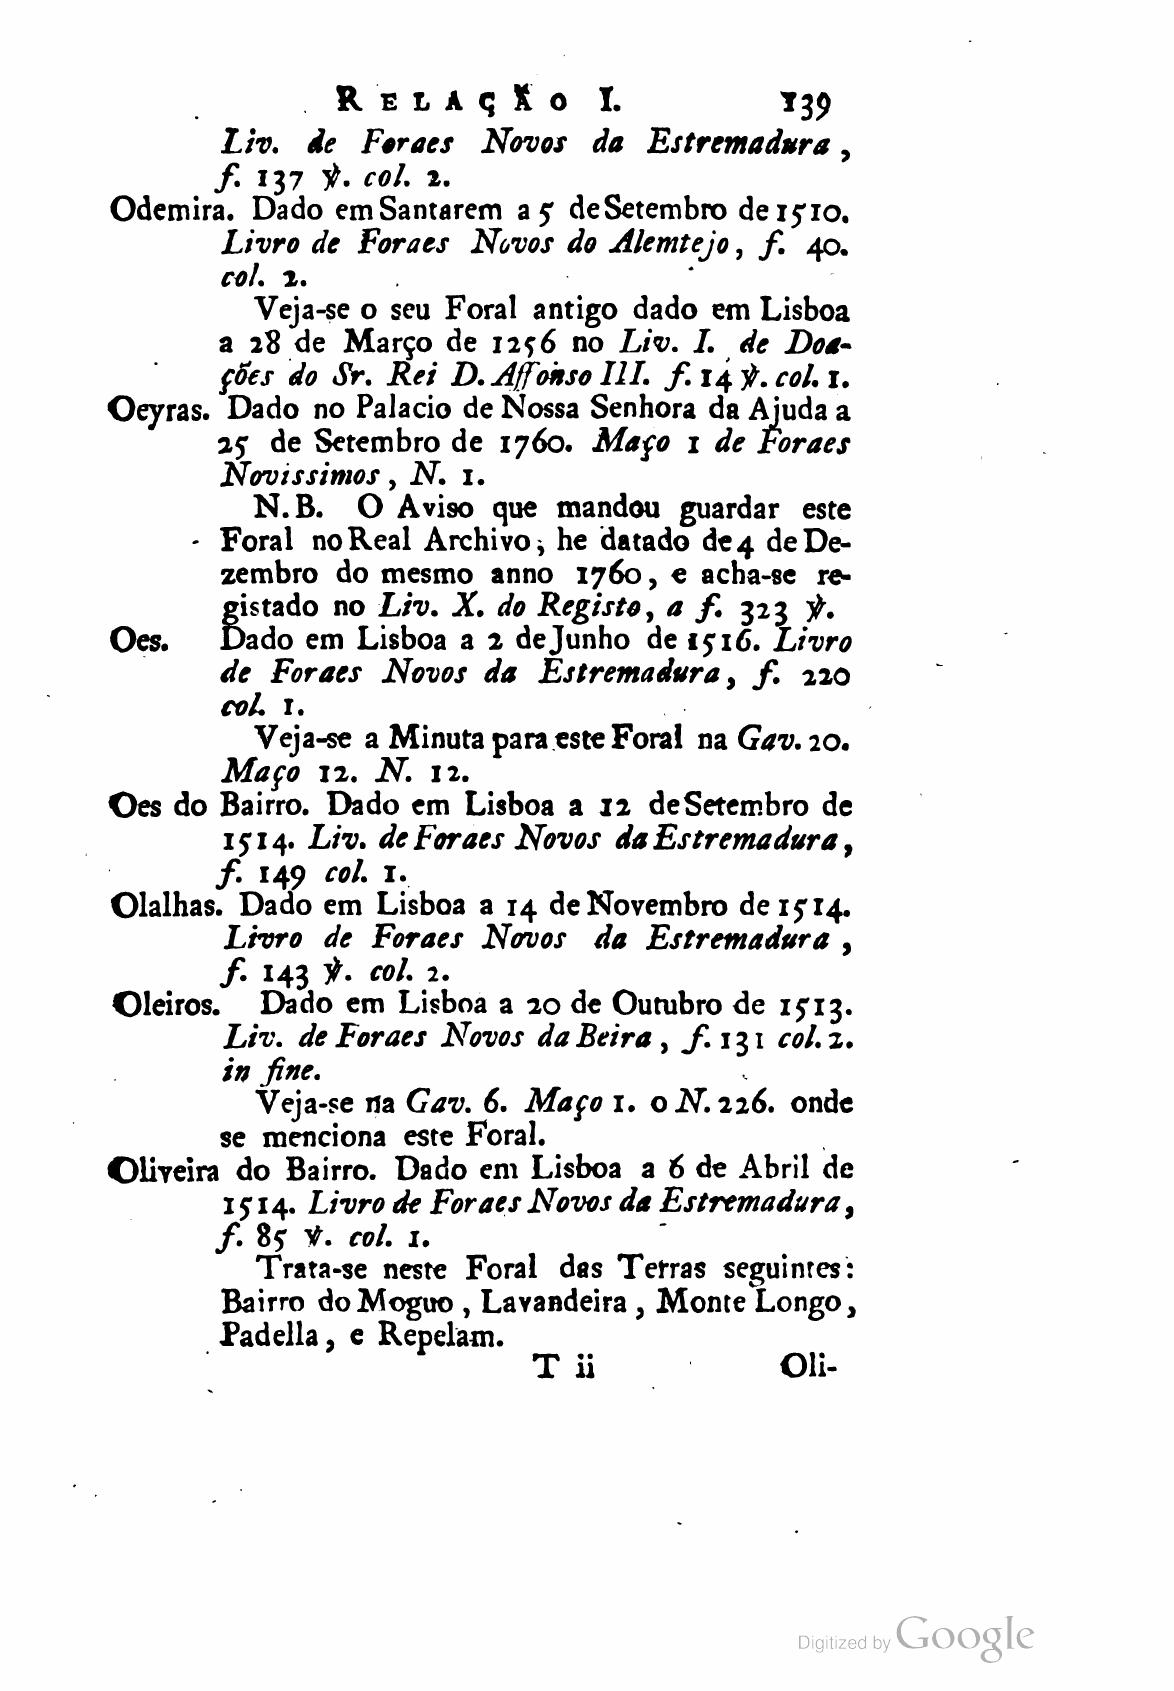 RELAÇÃO I. 139
Liv. de Foraes Novos da Estremadura ,
f. 137 ℣. col. 2.
Odemira. Dado em Santarem a 5 de Setembro de 1510.
Livro de Foraes Novos do Alemtejo , f. 40.
col. 2.
Veja-se o seu Foral antigo dado em Lisboa
a 28 de Março de 1256 no Liv. I. de Doa-
ções do Sr. Rei D. Affonso III. f. 14 ℣. col. 1.
Oeyras. Dado no Palacio de Nossa Senhora da Ajuda a
25 de Setembro de 1760. Maço 1 de Foraes
Novissimos , N. 1.
N. B. O Aviso que mandou guardar este
Foral no Real Archivo , he datado de 4 de De-
zembro do mesmo anno 1760 , e acha-se re-
gistado no Liv. X. do Registo, a f. 323 ℣.
Oes. Dado em Lisboa a 2 de Junho de 1516. Livro
de Foraes Novos da Estremadura , f. 220
col. 1.
Veja-se a Minuta para este Foral na Gav. 20.
Maço 12. N. 12.
Oes do Bairro. Dado em Lisboa a 12 de Setembro de
1514. Liv. de Foraes Novos da Estremadura ,
f. 149 col. 1.
Olalhas. Dado em Lisboa a 14 de Novembro de 1514.
Livro de Foraes Novos da Estremadura ,
f. 143 ℣. col. 2.
Oleiros. Dado em Lisboa a 20 de Outubro de 1513.
Liv. de Foraes Novos da Beira , f. 131 col. 2.
in fine.
Veja-se na Gav. 6. Maço 1. o N. 226. onde
se menciona este Foral.
Oliveira do Bairro. Dado em Lisboa a 6 de Abril de
1514. Livro de Foraes Novos da Estremadura ,
f. 85 ℣. col. 1.
Trata-se neste Foral das Terras seguintes:
Bairro do Moguo , Lavandeira , Monte Longo ,
Padella , e Repelam.
T ii Oli-
Digitized by Google